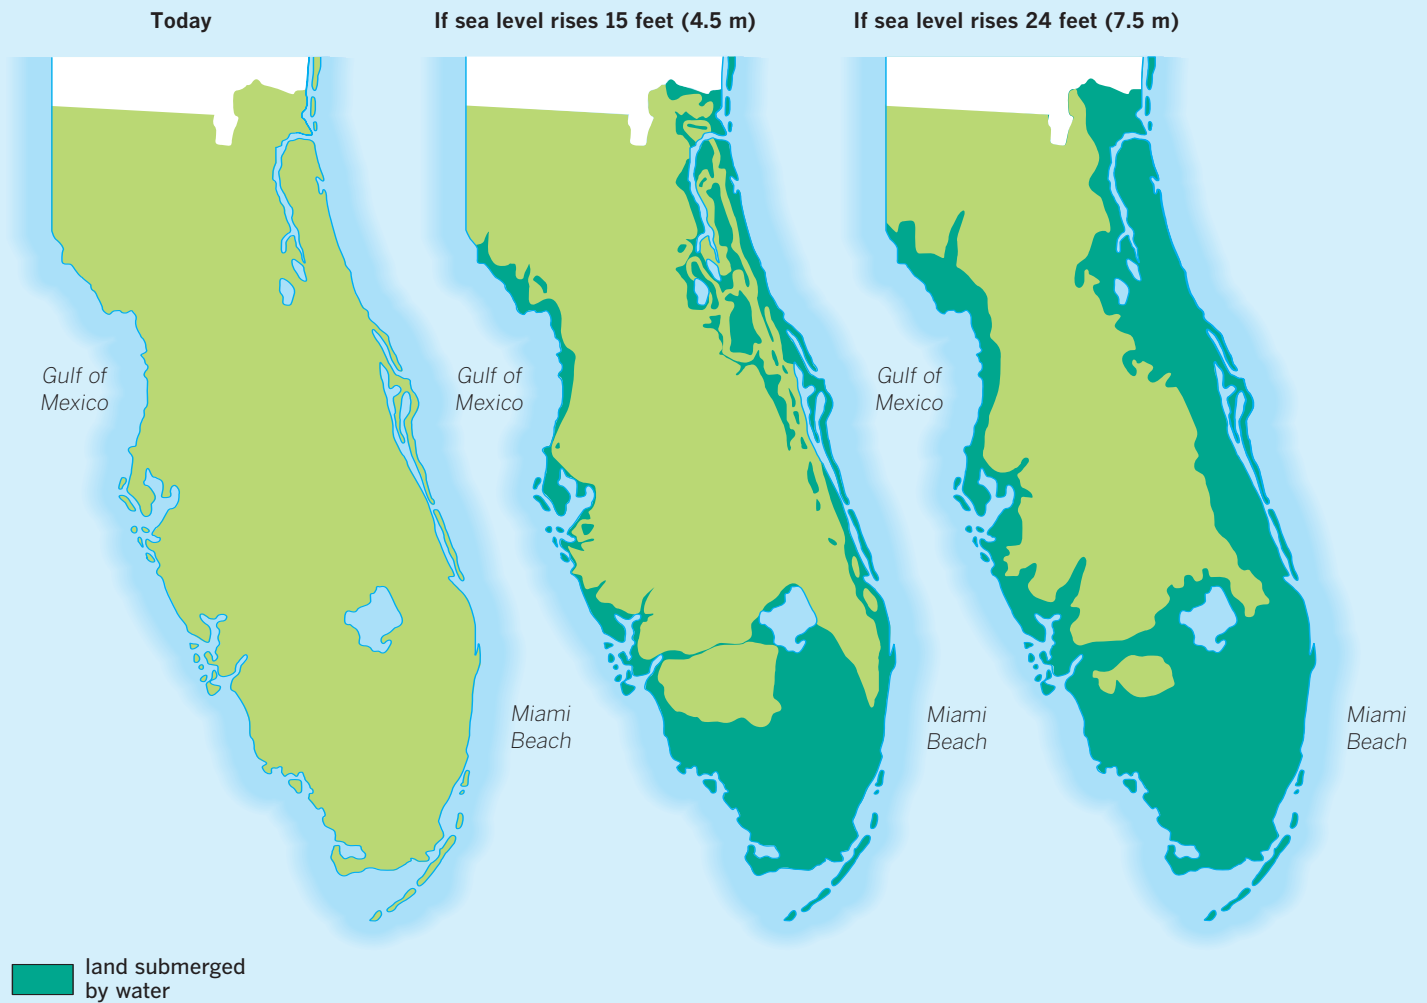 Today
If sea level rises 15 feet (4.5 m)
If sea level rises 24 feet (7.5 m)
Gulf of
Mexico
Gulf of
Mexico
Gulf of
Mexico
Miami
Beach
Miami
Beach
Miami
Beach
land submerged
by water